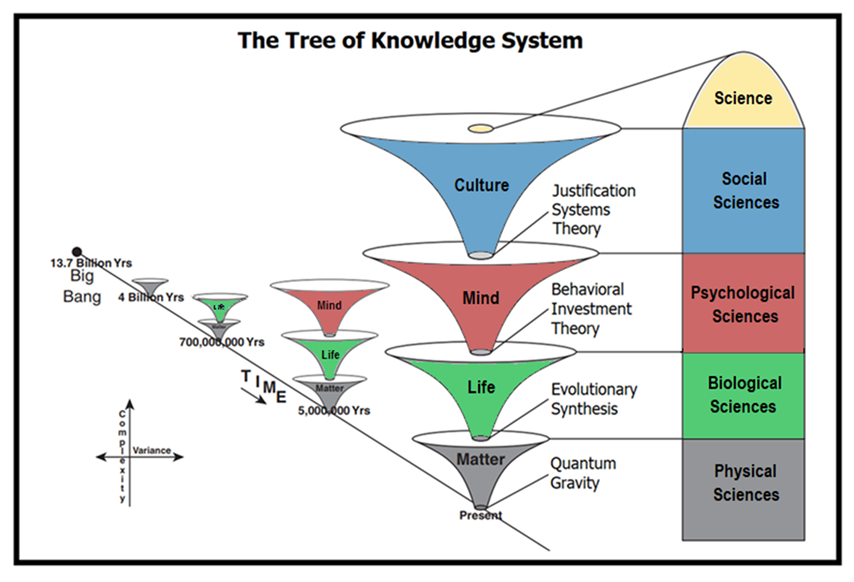 The Tree of Knowledge System
Science
Culture
Social
Sciences
Justification
Systems
Theory
13.7 Billion Yrs
Big
Bang
4 Billion Yrs
Life
Matter
700,000,000 Yrs
Mind
Life
Matter
5,000,000 Yrs
TIME
Mind
Behavioral
Investment
Theory
Psychological
Sciences
Life
Evolutionary
Synthesis
Biological
Sciences
Matter
Quantum
Gravity
Physical
Sciences
Present
Complexity
Variance